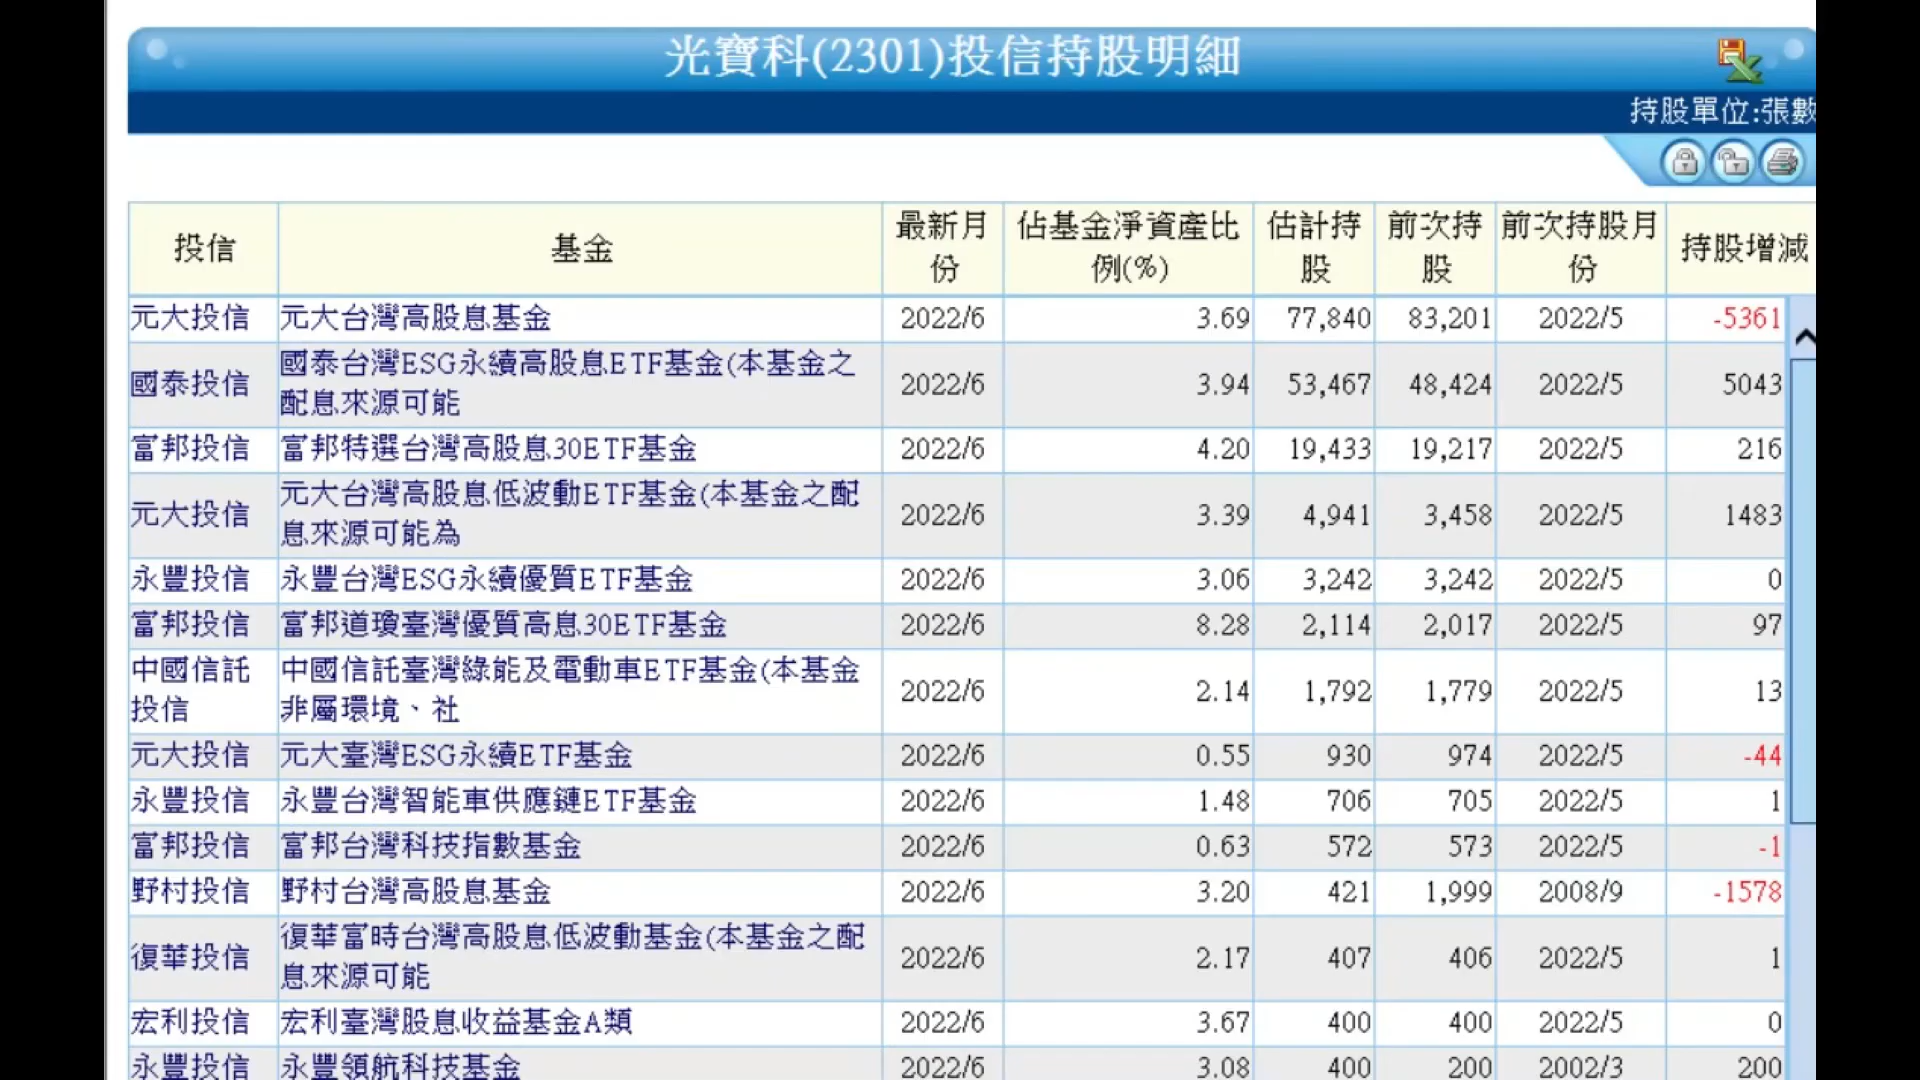 光寶科(2301)投信持股明細
持股單位:張數
投信 基金 最新月份 佔基金淨資產比例(%) 估計持股 前次持股 前次持股月份 持股增減
元大投信 元大台灣高股息基金 2022/6 3.69 77,840 83,201 2022/5 -5361
國泰投信 國泰台灣ESG永續高股息ETF基金(本基金之配息來源可能 2022/6 3.94 53,467 48,424 2022/5 5043
富邦投信 富邦特選台灣高股息30ETF基金 2022/6 4.20 19,433 19,217 2022/5 216
元大投信 元大台灣高股息低波動ETF基金(本基金之配息來源可能為 2022/6 3.39 4,941 3,458 2022/5 1483
永豐投信 永豐台灣ESG永續優質ETF基金 2022/6 3.06 3,242 3,242 2022/5 0
富邦投信 富邦道瓊臺灣優質高息30ETF基金 2022/6 8.28 2,114 2,017 2022/5 97
中國信託投信 中國信託臺灣綠能及電動車ETF基金(本基金非屬環境、社 2022/6 2.14 1,792 1,779 2022/5 13
元大投信 元大臺灣ESG永續ETF基金 2022/6 0.55 930 974 2022/5 -44
永豐投信 永豐台灣智能車供應鏈ETF基金 2022/6 1.48 706 705 2022/5 1
富邦投信 富邦台灣科技指數基金 2022/6 0.63 572 573 2022/5 -1
野村投信 野村台灣高股息基金 2022/6 3.20 421 1,999 2008/9 -1578
復華投信 復華富時台灣高股息低波動基金(本基金之配息來源可能 2022/6 2.17 407 406 2022/5 1
宏利投信 宏利臺灣股息收益基金A類 2022/6 3.67 400 400 2022/5 0
永豐投信 永豐領航科技基金 2022/6 3.08 400 200 2002/3 200